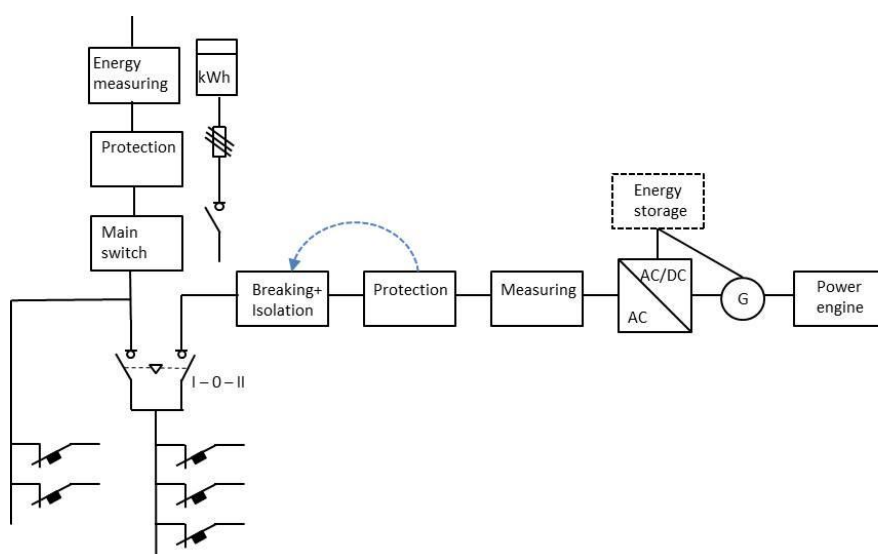 Energy
measuring
kWh
Protection
Main
switch
Energy
storage
Breaking+
Isolation
Protection
Measuring
AC/DC
AC
G
Power
engine
I – 0 – II